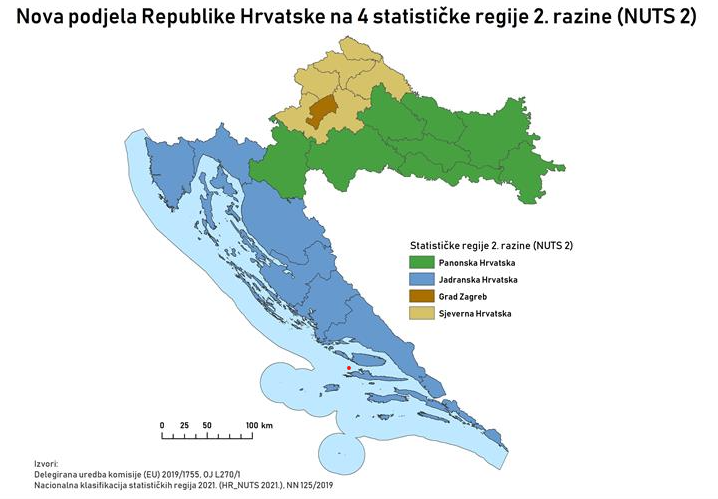 Nova podjela Republike Hrvatske na 4 statističke regije 2. razine (NUTS 2)
Statističke regije 2. razine (NUTS 2)
Panonska Hrvatska
Jadranska Hrvatska
Grad Zagreb
Sjeverna Hrvatska
0 25 50 100 km
Izvori:
Delegirana uredba komisije (EU) 2019/1755, OJ L270/1
Nacionalna klasifikacija statističkih regija 2021. (HR_NUTS 2021.), NN 125/2019